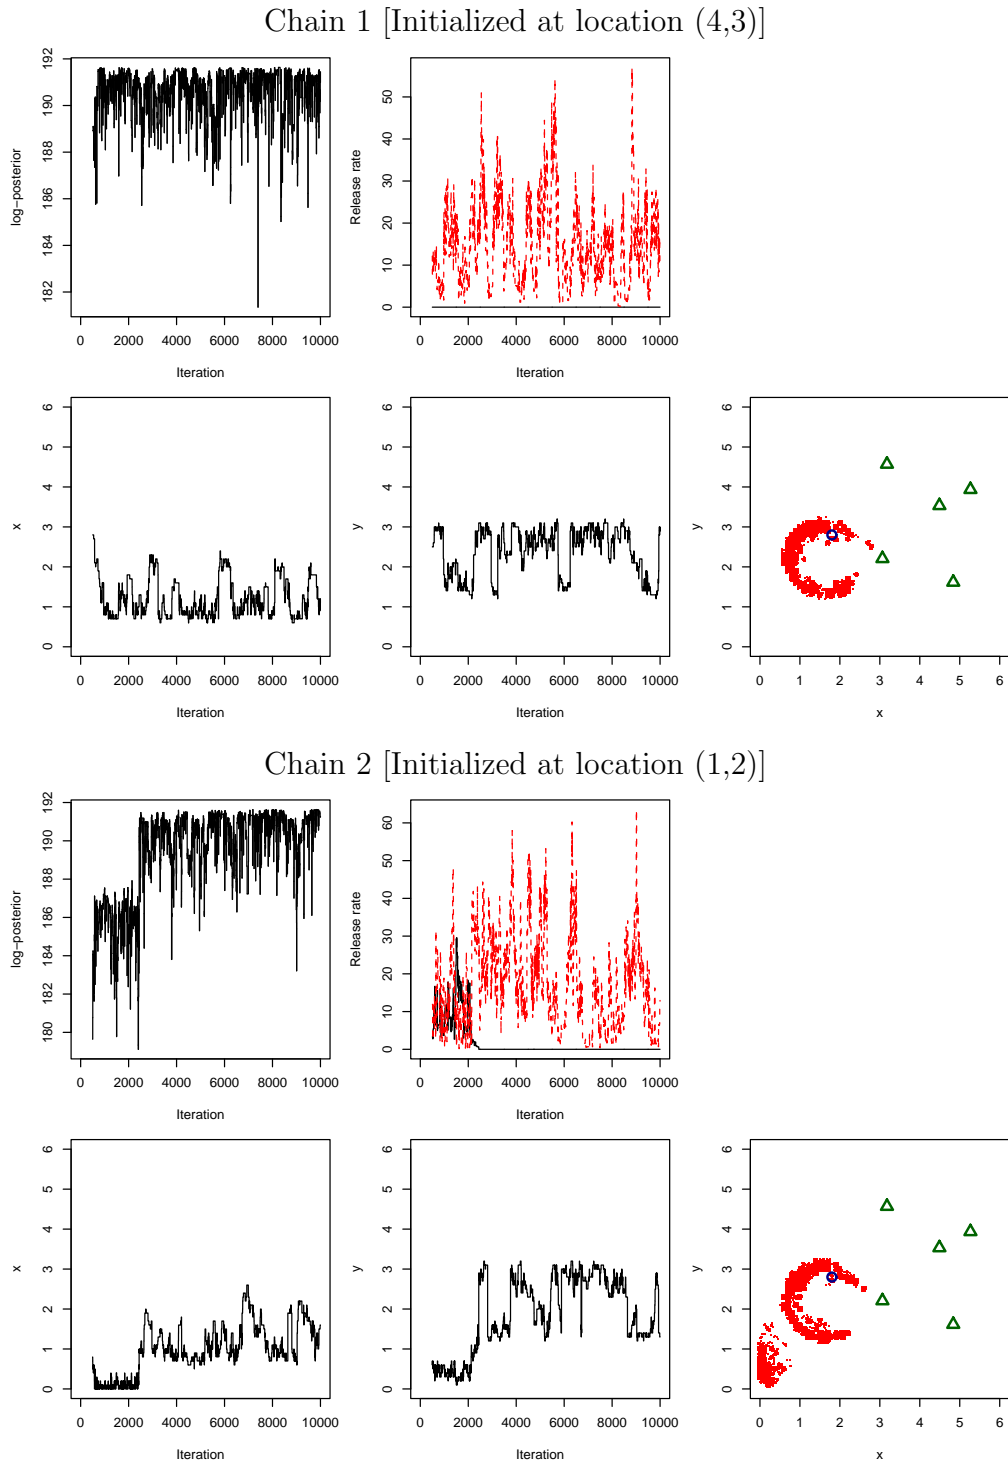 Chain 1 [Initialized at location (4,3)]
log−posterior
182 184 186 188 190 192
0 2000 4000 6000 8000 10000
Iteration
Release rate
0 10 20 30 40 50
0 2000 4000 6000 8000 10000
Iteration
x
0 1 2 3 4 5 6
0 2000 4000 6000 8000 10000
Iteration
y
0 1 2 3 4 5 6
0 2000 4000 6000 8000 10000
Iteration
y
0 1 2 3 4 5 6
0 1 2 3 4 5 6
x
Chain 2 [Initialized at location (1,2)]
log−posterior
180 182 184 186 188 190 192
0 2000 4000 6000 8000 10000
Iteration
Release rate
0 10 20 30 40 50 60
0 2000 4000 6000 8000 10000
Iteration
x
0 1 2 3 4 5 6
0 2000 4000 6000 8000 10000
Iteration
y
0 1 2 3 4 5 6
0 2000 4000 6000 8000 10000
Iteration
y
0 1 2 3 4 5 6
0 1 2 3 4 5 6
x